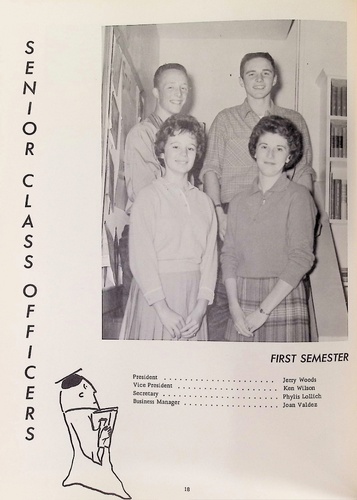 SENIOR CLASS OFFICERS
FIRST SEMESTER
President . . . . . . . . . . . . . . . . . . . . . . Jerry Woods
Vice President . . . . . . . . . . . . . . . . . . . . Ken Wilson
Secretary . . . . . . . . . . . . . . . . . . . . . . Phylis Lollich
Business Manager . . . . . . . . . . . . . . . . . . . Joan Valdez
18